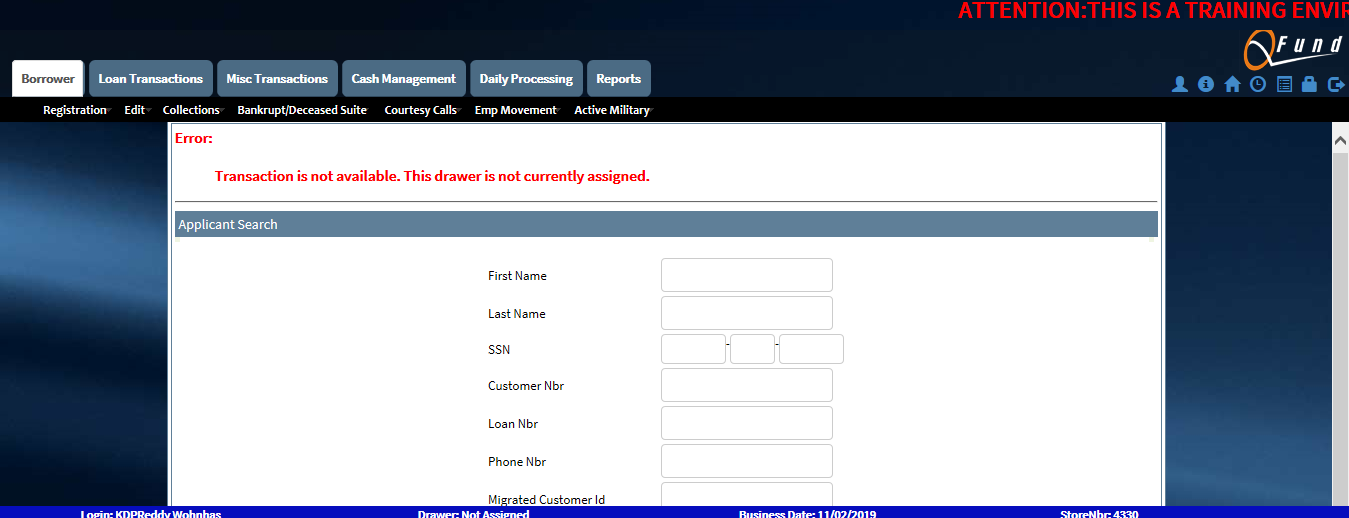 ATTENTION:THIS IS A TRAINING ENVIR
QFund
Borrower Loan Transactions Misc Transactions Cash Management Daily Processing Reports
Registration Edit Collections Bankrupt/Deceased Suite Courtesy Calls Emp Movement Active Military
Error:
Transaction is not available. This drawer is not currently assigned.
Applicant Search
First Name
Last Name
SSN - -
Customer Nbr
Loan Nbr
Phone Nbr
Migrated Customer Id
Login: KDPReddy Wohnhas Drawer: Not Assigned Business Date: 11/02/2019 StoreNbr: 4330